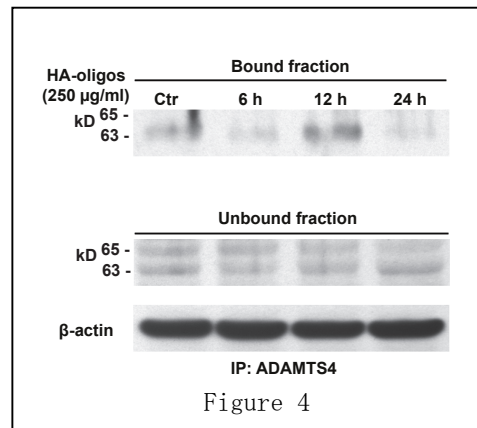 Bound fraction
HA-oligos
(250 µg/ml)
Ctr 6 h 12 h 24 h
kD 65 -
63 -
Unbound fraction
kD 65 -
63 -
β-actin
IP: ADAMTS4
Figure 4